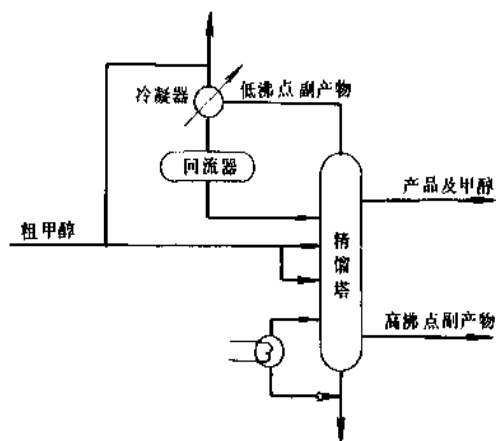 冷凝器
低沸点副产物
回流器
产品及甲醇
粗甲醇
精馏塔
高沸点副产物